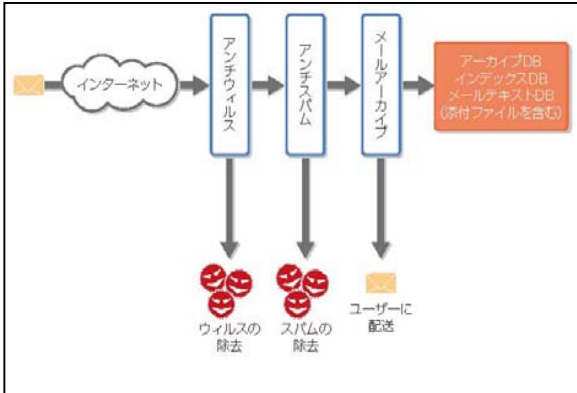 インターネット
アンチウィルス
アンチスパム
メールアーカイブ
アーカイブDB
インデックスDB
メールテキストDB
(添付ファイルを含む)
ウィルスの
除去
スパムの
除去
ユーザーに
配送